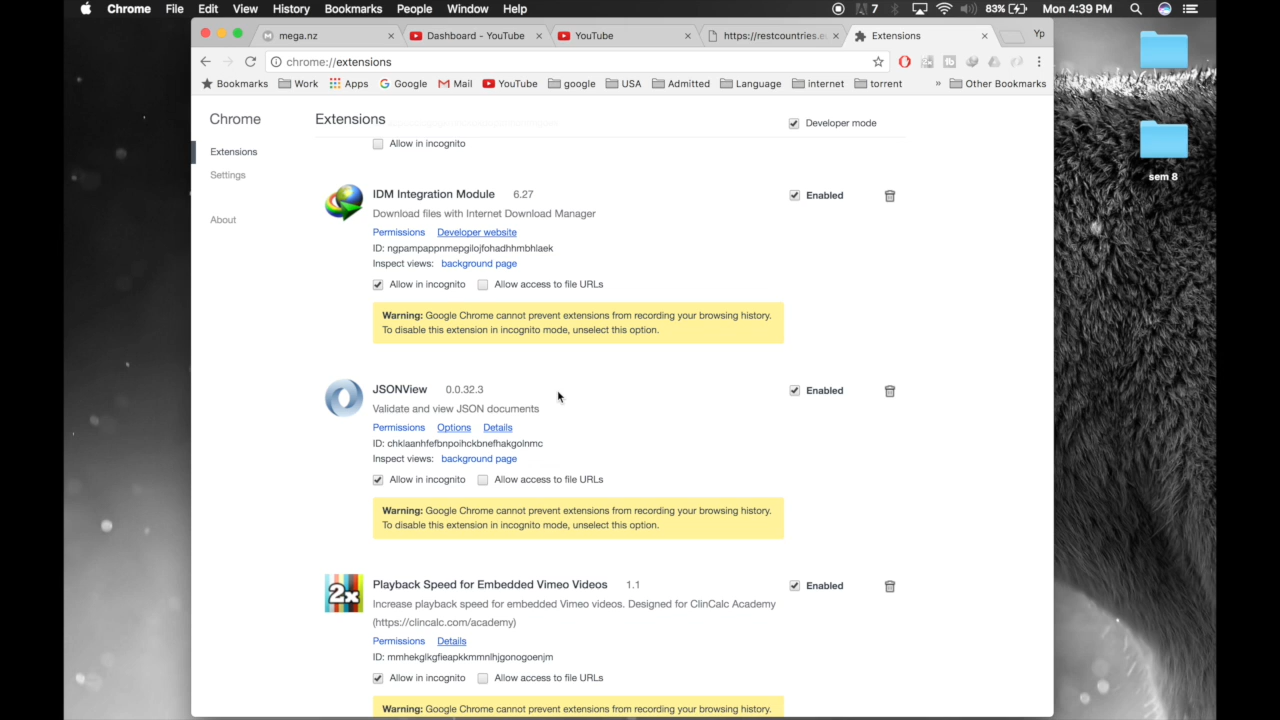 Chrome File Edit View History Bookmarks People Window Help 7 83% Mon 4:39 PM
mega.nz Dashboard - YouTube YouTube https://restcountries.e Extensions Yp
chrome://extensions
Bookmarks Work Apps Google Mail YouTube google USA Admitted Language internet torrent » Other Bookmarks
Chrome
Extensions
Settings
About
Extensions
Developer mode
Allow in incognito
IDM Integration Module 6.27
Enabled
Download files with Internet Download Manager
Permissions Developer website
ID: ngpampappnmepgilojfohadhhmbhlaek
Inspect views: background page
Allow in incognito Allow access to file URLs
Warning: Google Chrome cannot prevent extensions from recording your browsing history.
To disable this extension in incognito mode, unselect this option.
JSONView 0.0.32.3
Enabled
Validate and view JSON documents
Permissions Options Details
ID: chklaanhfefbnpoihckbnefhakgolnmc
Inspect views: background page
Allow in incognito Allow access to file URLs
Warning: Google Chrome cannot prevent extensions from recording your browsing history.
To disable this extension in incognito mode, unselect this option.
2x
Playback Speed for Embedded Vimeo Videos 1.1
Enabled
Increase playback speed for embedded Vimeo videos. Designed for ClinCalc Academy
(https://clincalc.com/academy)
Permissions Details
ID: mmhekglkgfieapkkmmnlhjgonogoenjm
Allow in incognito Allow access to file URLs
Warning: Google Chrome cannot prevent extensions from recording your browsing history.
sem 8